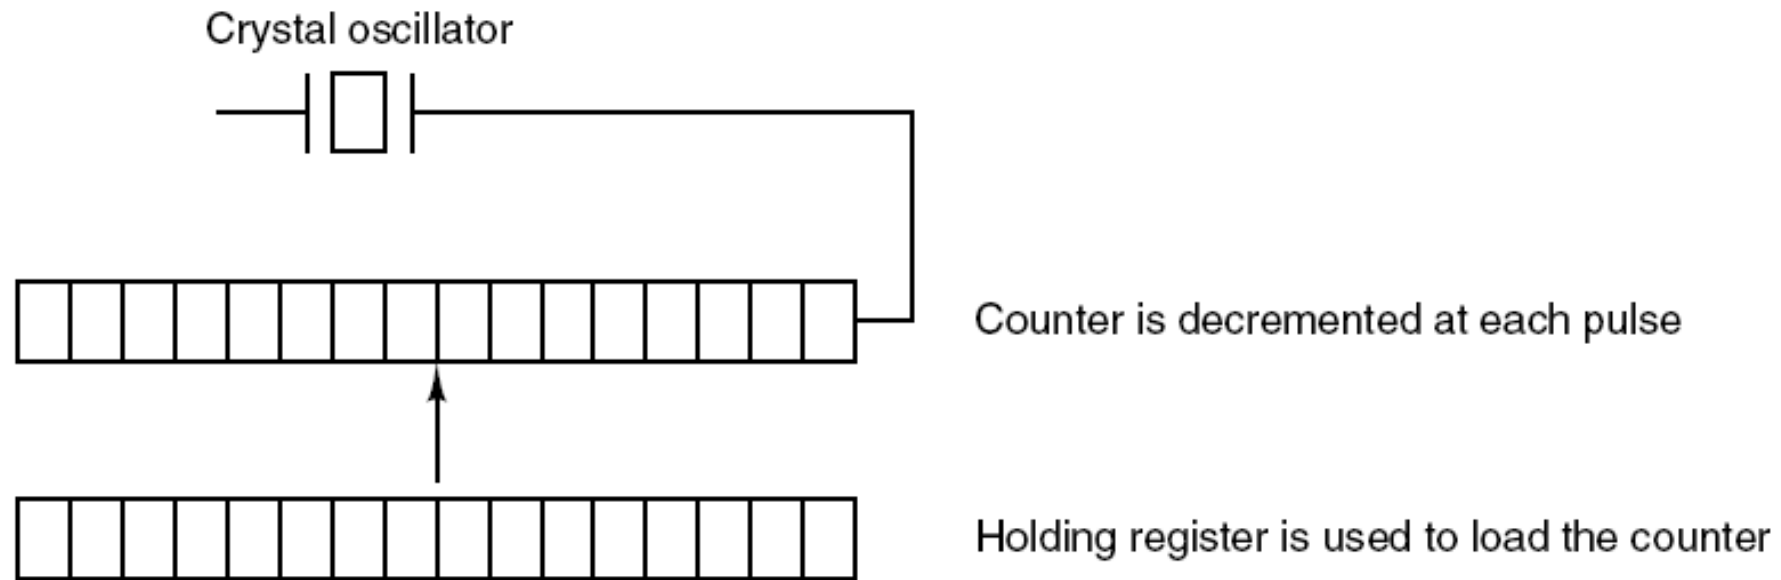 Crystal oscillator
Counter is decremented at each pulse
Holding register is used to load the counter